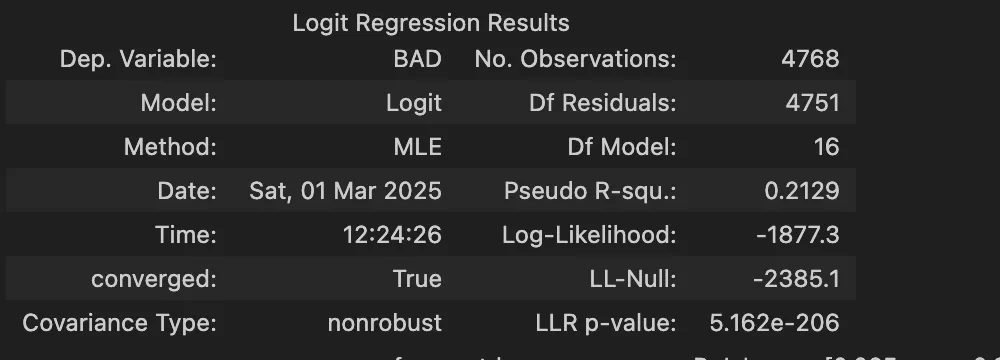 Logit Regression Results
Dep. Variable: BAD No. Observations: 4768
Model: Logit Df Residuals: 4751
Method: MLE Df Model: 16
Date: Sat, 01 Mar 2025 Pseudo R-squ.: 0.2129
Time: 12:24:26 Log-Likelihood: -1877.3
converged: True LL-Null: -2385.1
Covariance Type: nonrobust LLR p-value: 5.162e-206